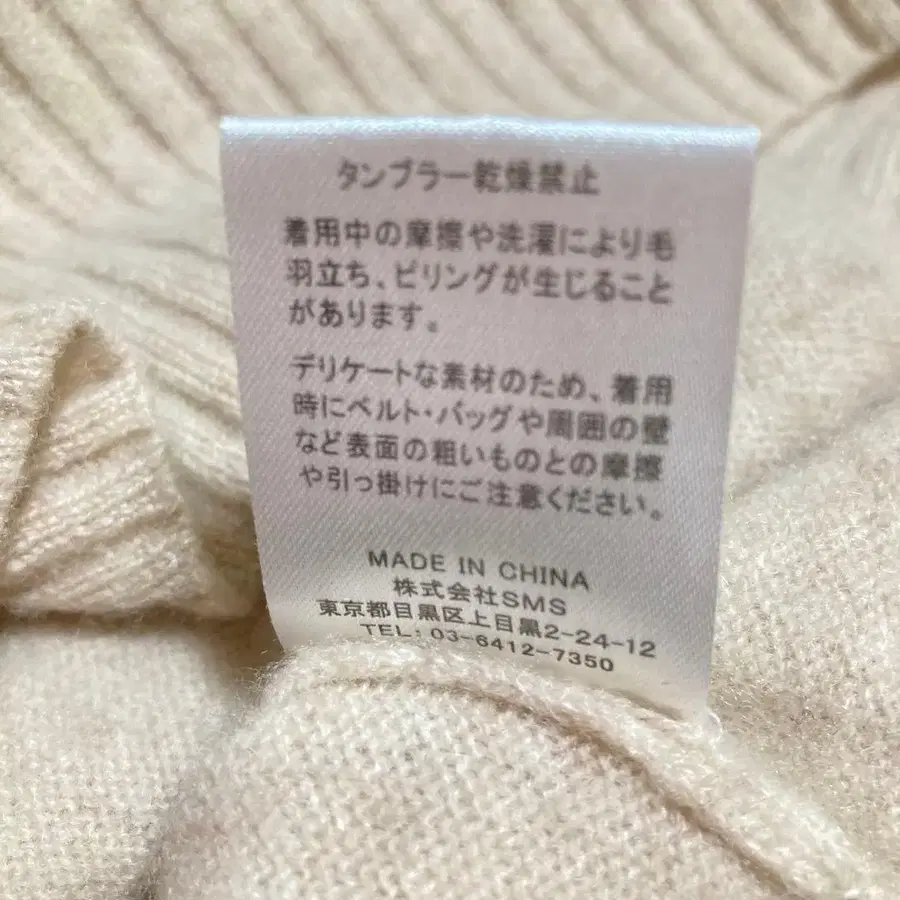 タンブラー乾燥禁止
着用中の摩擦や洗濯により毛
羽立ち、ピリングが生じること
があります。
デリケートな素材のため、着用
時にベルト・バッグや周囲の壁
など表面の粗いものとの摩擦
や引っ掛けにご注意ください。
MADE IN CHINA
株式会社SMS
東京都目黒区上目黒2-24-12
TEL: 03-6412-7350